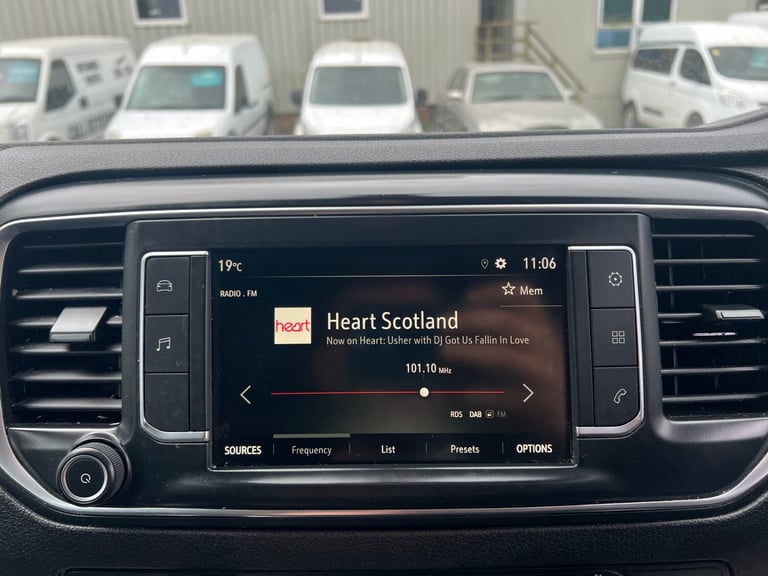 19°C
11:06
RADIO . FM
Mem
heart
Heart Scotland
Now on Heart: Usher with DJ Got Us Fallin In Love
101.10 MHz
RDS DAB FM
SOURCES Frequency List Presets OPTIONS